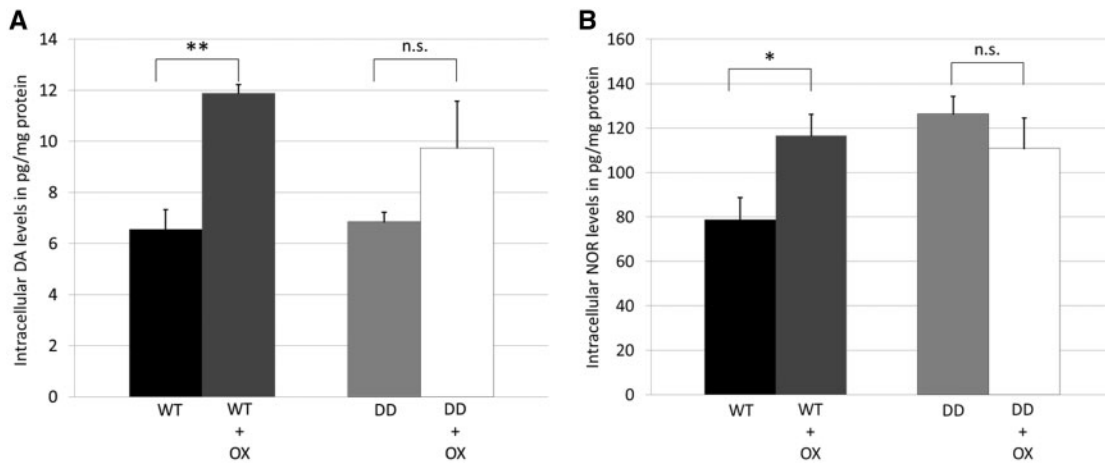 A
Intracellular DA levels in pg/mg protein
14
12
10
8
6
4
2
0
**
n.s.
WT
WT
+
OX
DD
DD
+
OX
B
Intracellular NOR levels in pg/mg protein
160
140
120
100
80
60
40
20
0
*
n.s.
WT
WT
+
OX
DD
DD
+
OX